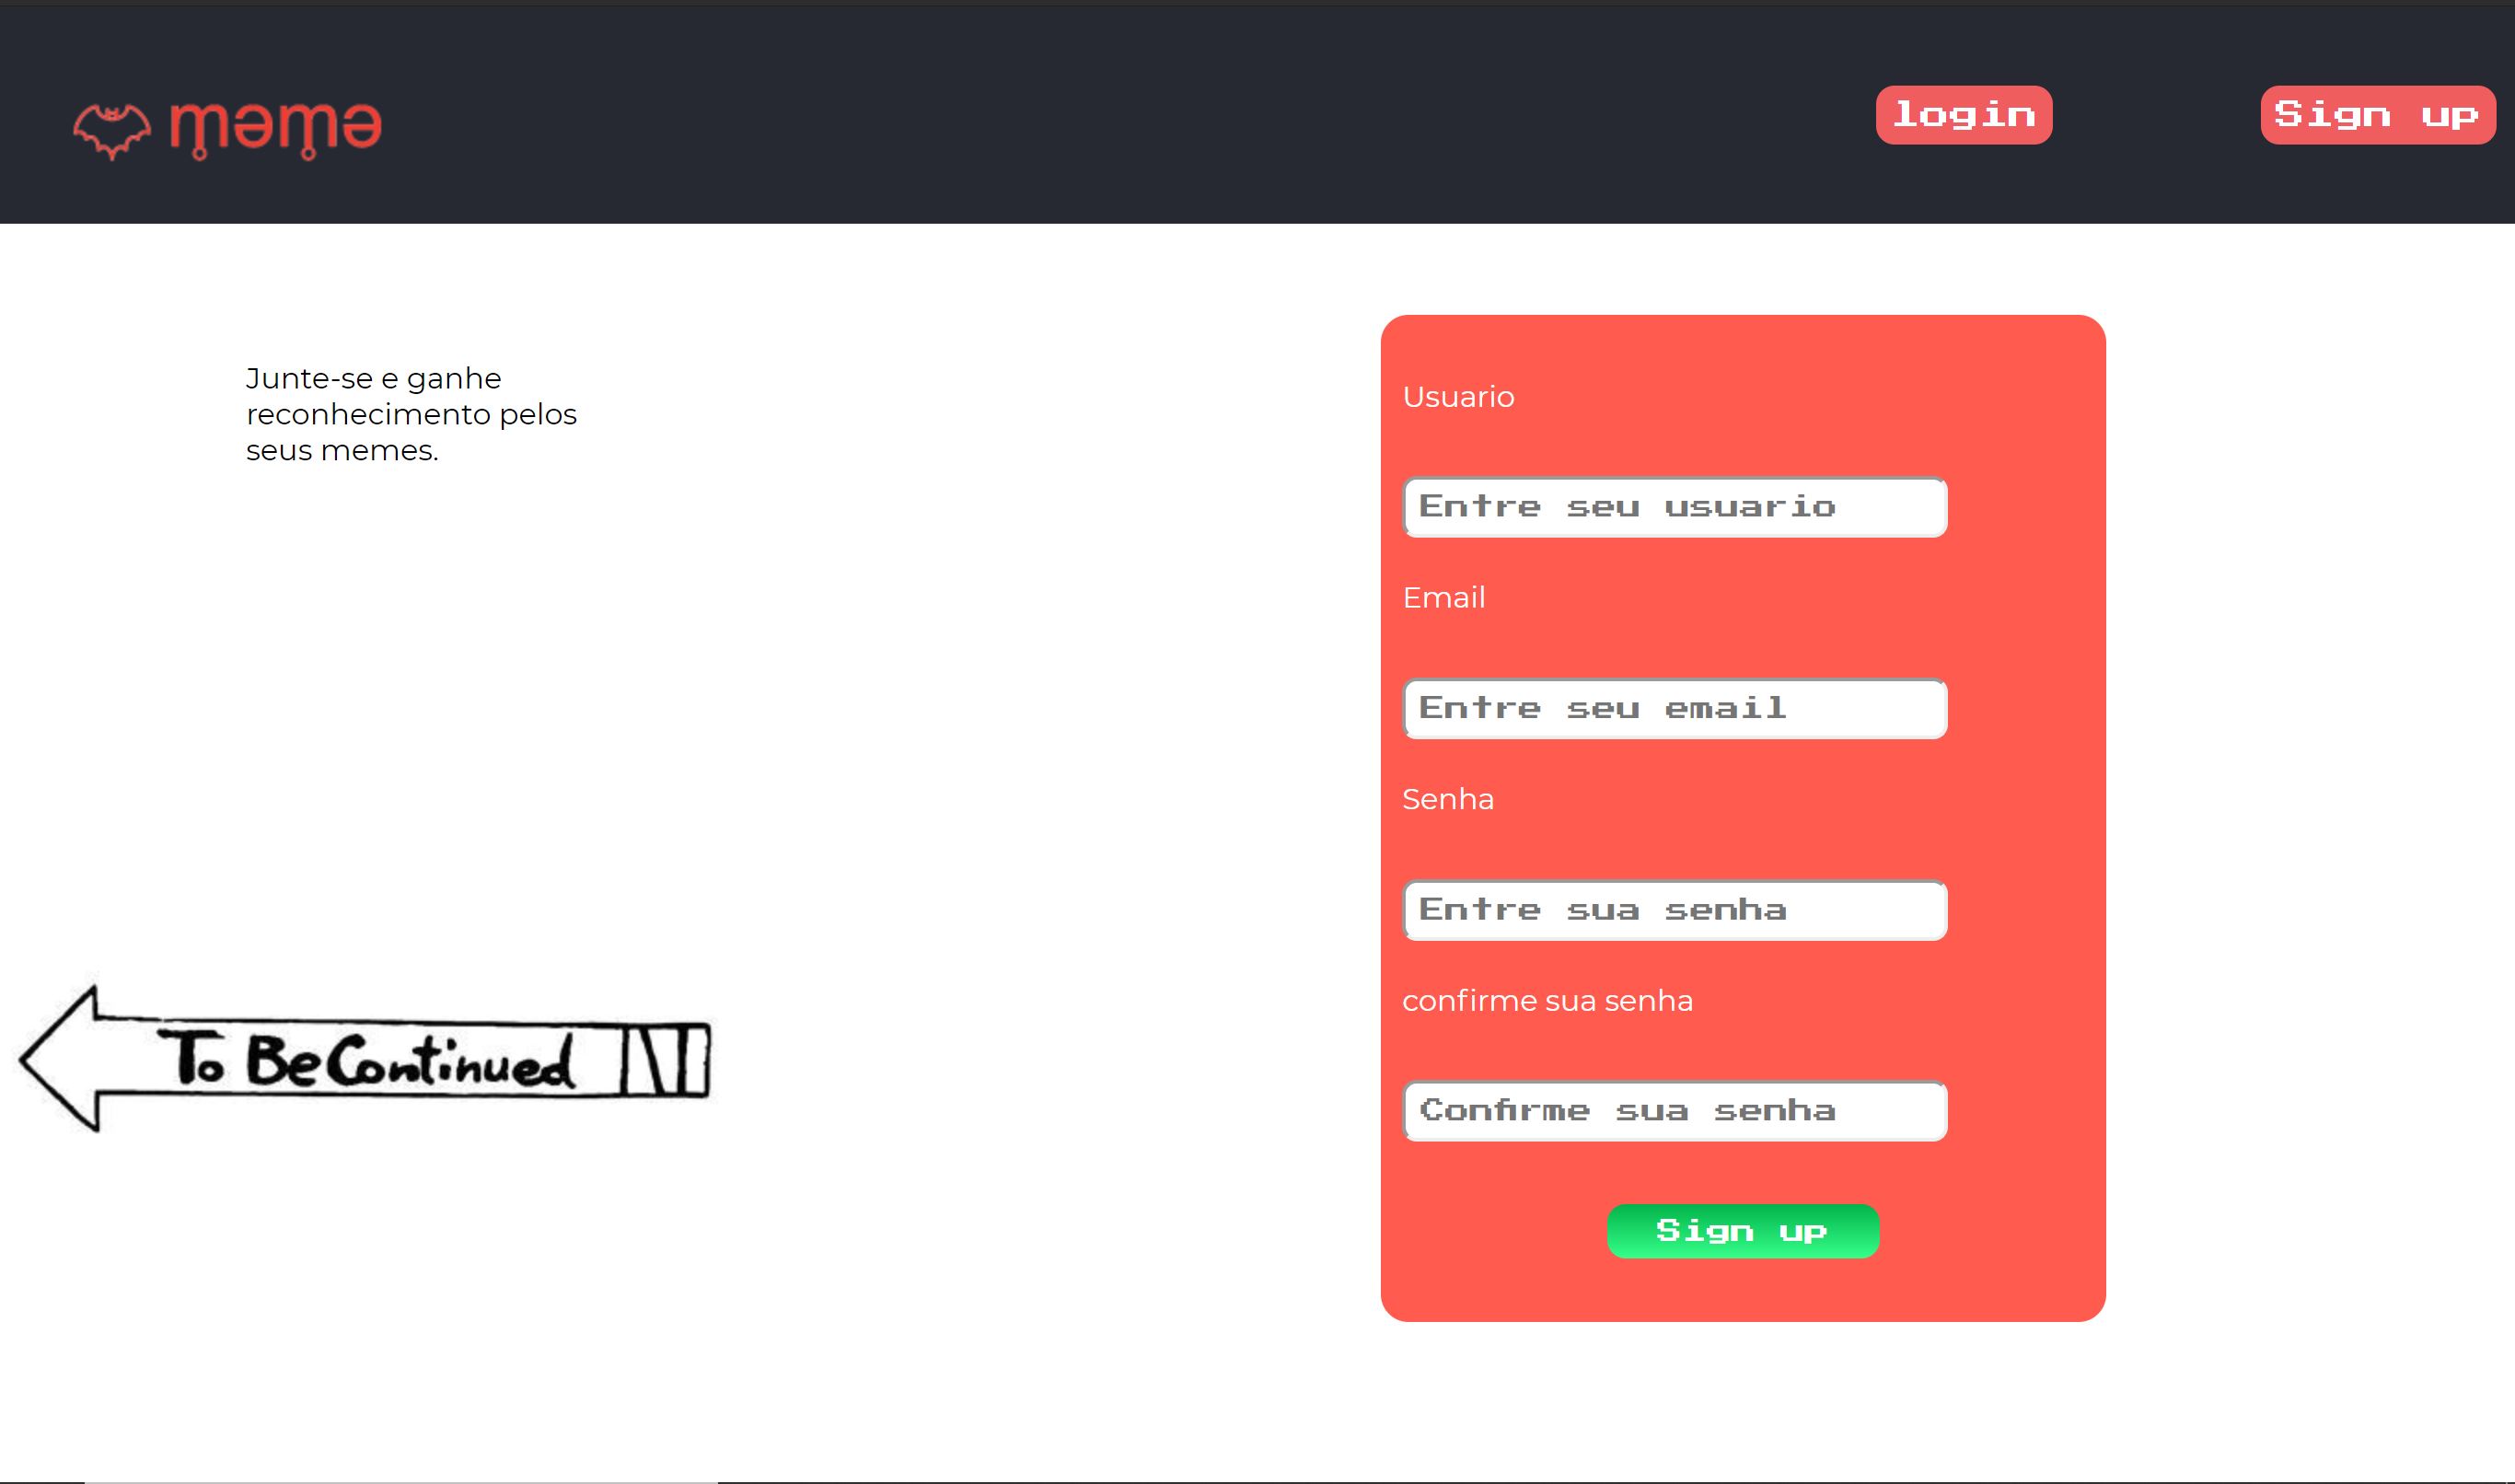 məmə
login
Sign up
Junte-se e ganhe
reconhecimento pelos
seus memes.
Usuario
Entre seu usuario
Email
Entre seu email
Senha
Entre sua senha
confirme sua senha
Confirme sua senha
Sign up
To Be Continued